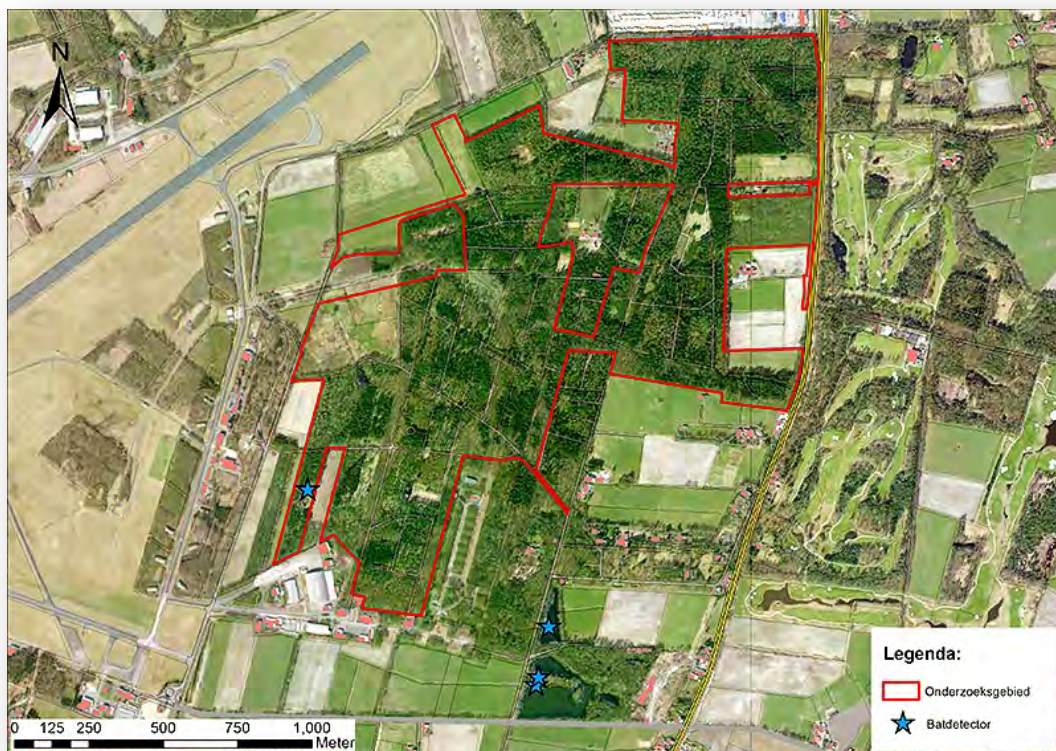 N
Legenda:
Onderzoeksgebied
Batdetector
0 125 250 500 750 1,000
Meter